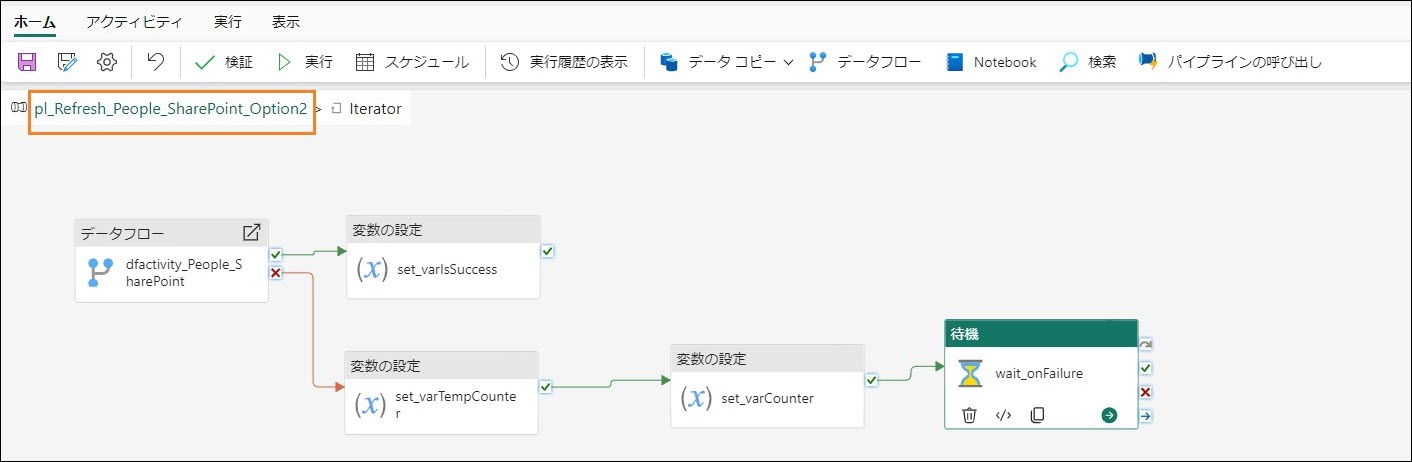 ホーム アクティビティ 実行 表示
検証 実行 スケジュール 実行履歴の表示 データ コピー データフロー Notebook 検索 パイプラインの呼び出し
pl_Refresh_People_SharePoint_Option2 > Iterator
データフロー
dfactivity_People_S
harePoint
変数の設定
(x) set_varIsSuccess
変数の設定
(x) set_varTempCounte
r
変数の設定
(x) set_varCounter
待機
wait_onFailure